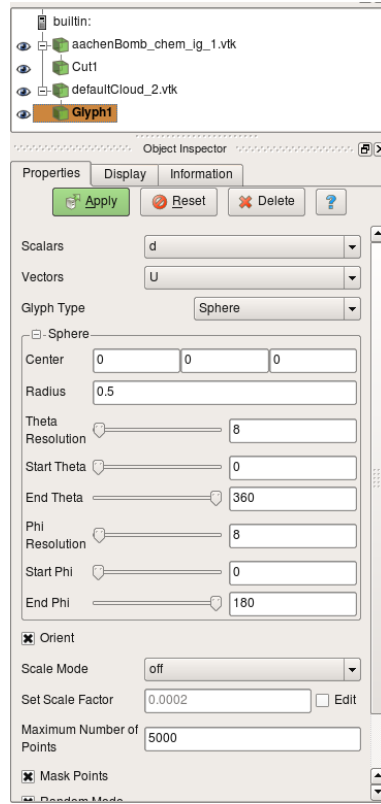 builtin:
aachenBomb_chem_ig_1.vtk
Cut1
defaultCloud_2.vtk
Glyph1
Object Inspector
Properties Display Information
Apply Reset Delete ?
Scalars d
Vectors U
Glyph Type Sphere
Sphere
Center 0 0 0
Radius 0.5
Theta
Resolution 8
Start Theta 0
End Theta 360
Phi
Resolution 8
Start Phi 0
End Phi 180
Orient
Scale Mode off
Set Scale Factor 0.0002 Edit
Maximum Number of
Points 5000
Mask Points
Random Mode